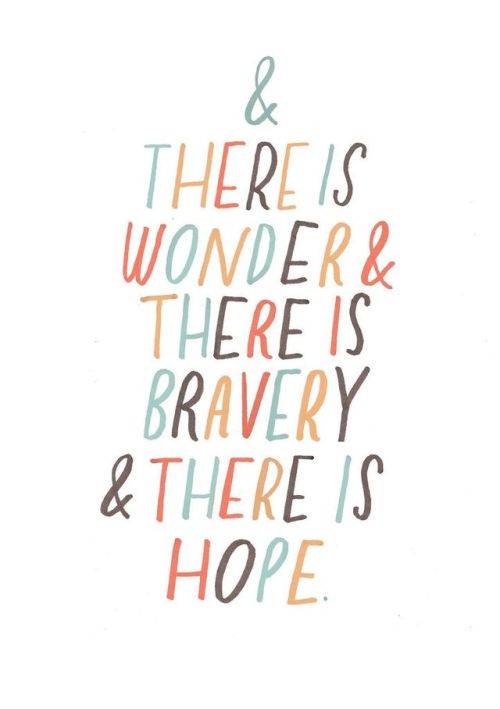 &
THERE IS
WONDER &
THERE IS
BRAVERY
& THERE IS
HOPE.